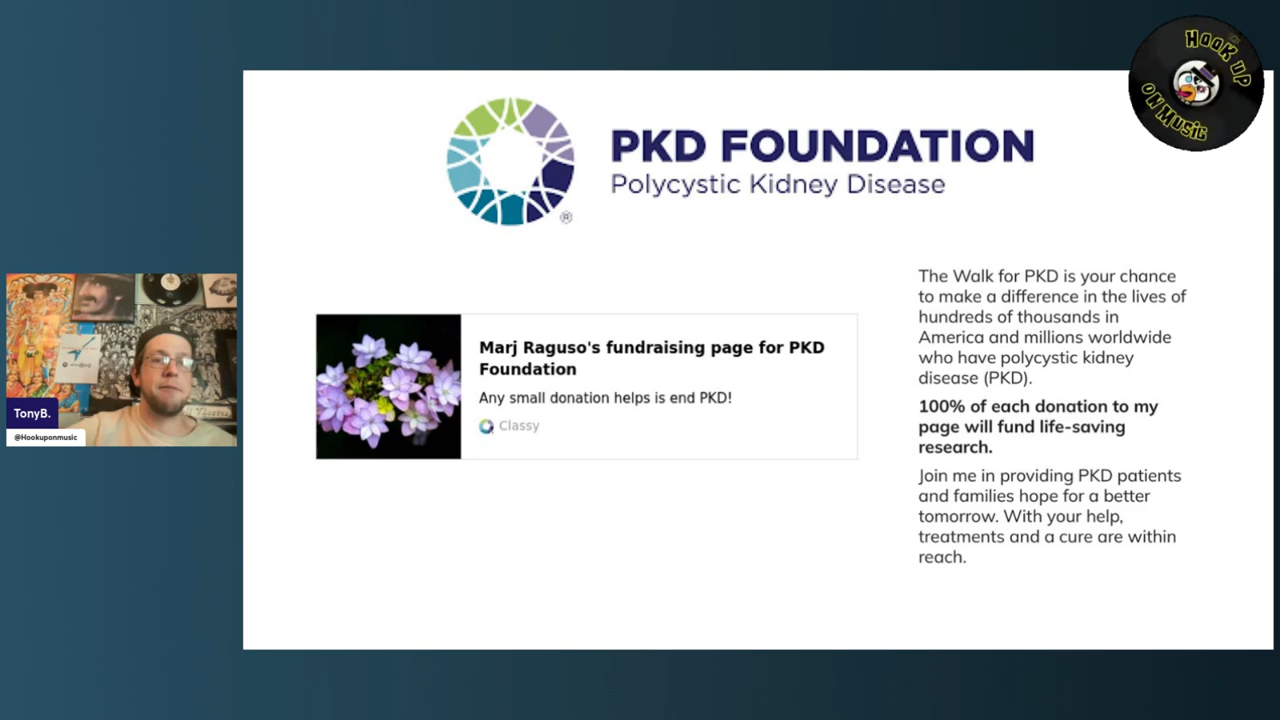 HOOK UP
ON MUSIC
PKD FOUNDATION
Polycystic Kidney Disease
®
The Walk for PKD is your chance
to make a difference in the lives of
hundreds of thousands in
America and millions worldwide
who have polycystic kidney
disease (PKD).
100% of each donation to my
page will fund life-saving
research.
Join me in providing PKD patients
and families hope for a better
tomorrow. With your help,
treatments and a cure are within
reach.
Marj Raguso's fundraising page for PKD
Foundation
Any small donation helps is end PKD!
Classy
TonyB.
@Hookuponmusic